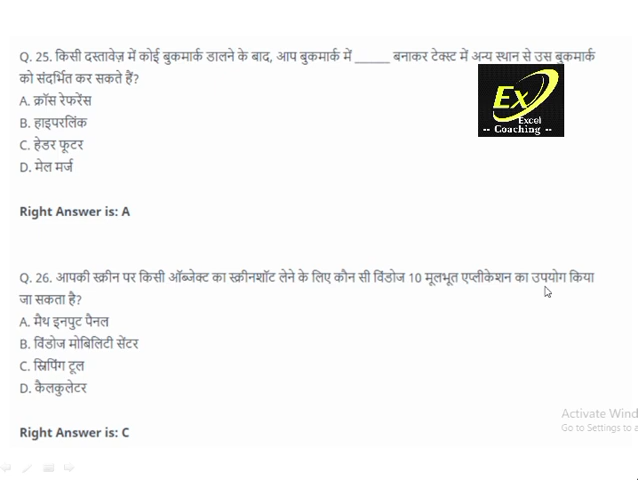 Q. 25. किसी दस्तावेज़ में कोई बुकमार्क डालने के बाद, आप बुकमार्क में ______ बनाकर टेक्स्ट में अन्य स्थान से उस बुकमार्क
को संदर्भित कर सकते हैं?
A. क्रॉस रेफरेंस
B. हाइपरलिंक
C. हेडर फूटर
D. मेल मर्ज
Ex
Excel
-- Coaching --
Right Answer is: A
Q. 26. आपकी स्क्रीन पर किसी ऑब्जेक्ट का स्क्रीनशॉट लेने के लिए कौन सी विंडोज 10 मूलभूत एप्लीकेशन का उपयोग किया
जा सकता है?
A. मैथ इनपुट पैनल
B. विंडोज मोबिलिटी सेंटर
C. स्निपिंग टूल
D. कैलकुलेटर
Right Answer is: C
Activate Wind
Go to Settings to a